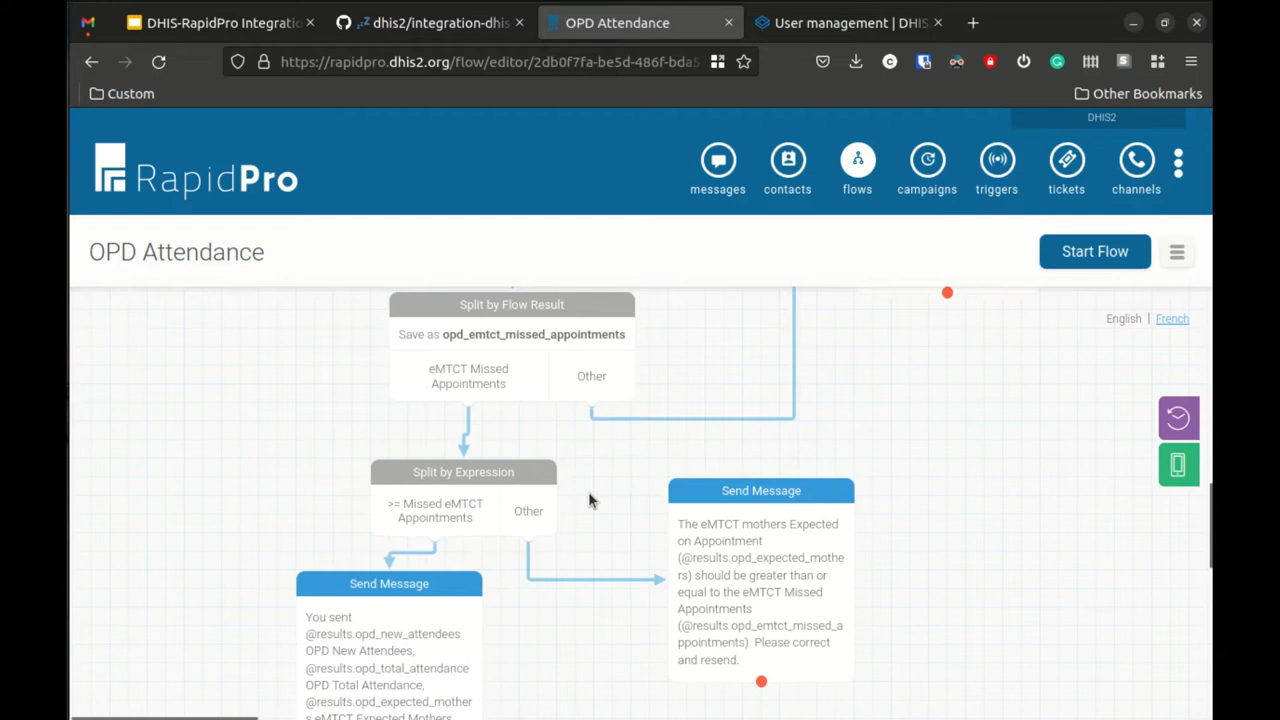 DHIS-RapidPro Integratio
dhis2/integration-dhis
OPD Attendance
User management | DHIS
https://rapidpro.dhis2.org/flow/editor/2db0f7fa-be5d-486f-bda5
Custom
Other Bookmarks
DHIS2
RapidPro
messages
contacts
flows
campaigns
triggers
tickets
channels
OPD Attendance
Start Flow
English | French
Split by Flow Result
Save as opd_emtct_missed_appointments
eMTCT Missed
Appointments
Other
Split by Expression
>= Missed eMTCT
Appointments
Other
Send Message
The eMTCT mothers Expected
on Appointment
(@results.opd_expected_mothe
rs) should be greater than or
equal to the eMTCT Missed
Appointments
(@results.opd_emtct_missed_a
ppointments). Please correct
and resend.
Send Message
You sent
@results.opd_new_attendees
OPD New Attendees,
@results.opd_total_attendance
OPD Total Attendance,
@results.opd_expected_mother
s eMTCT Expected Mothers